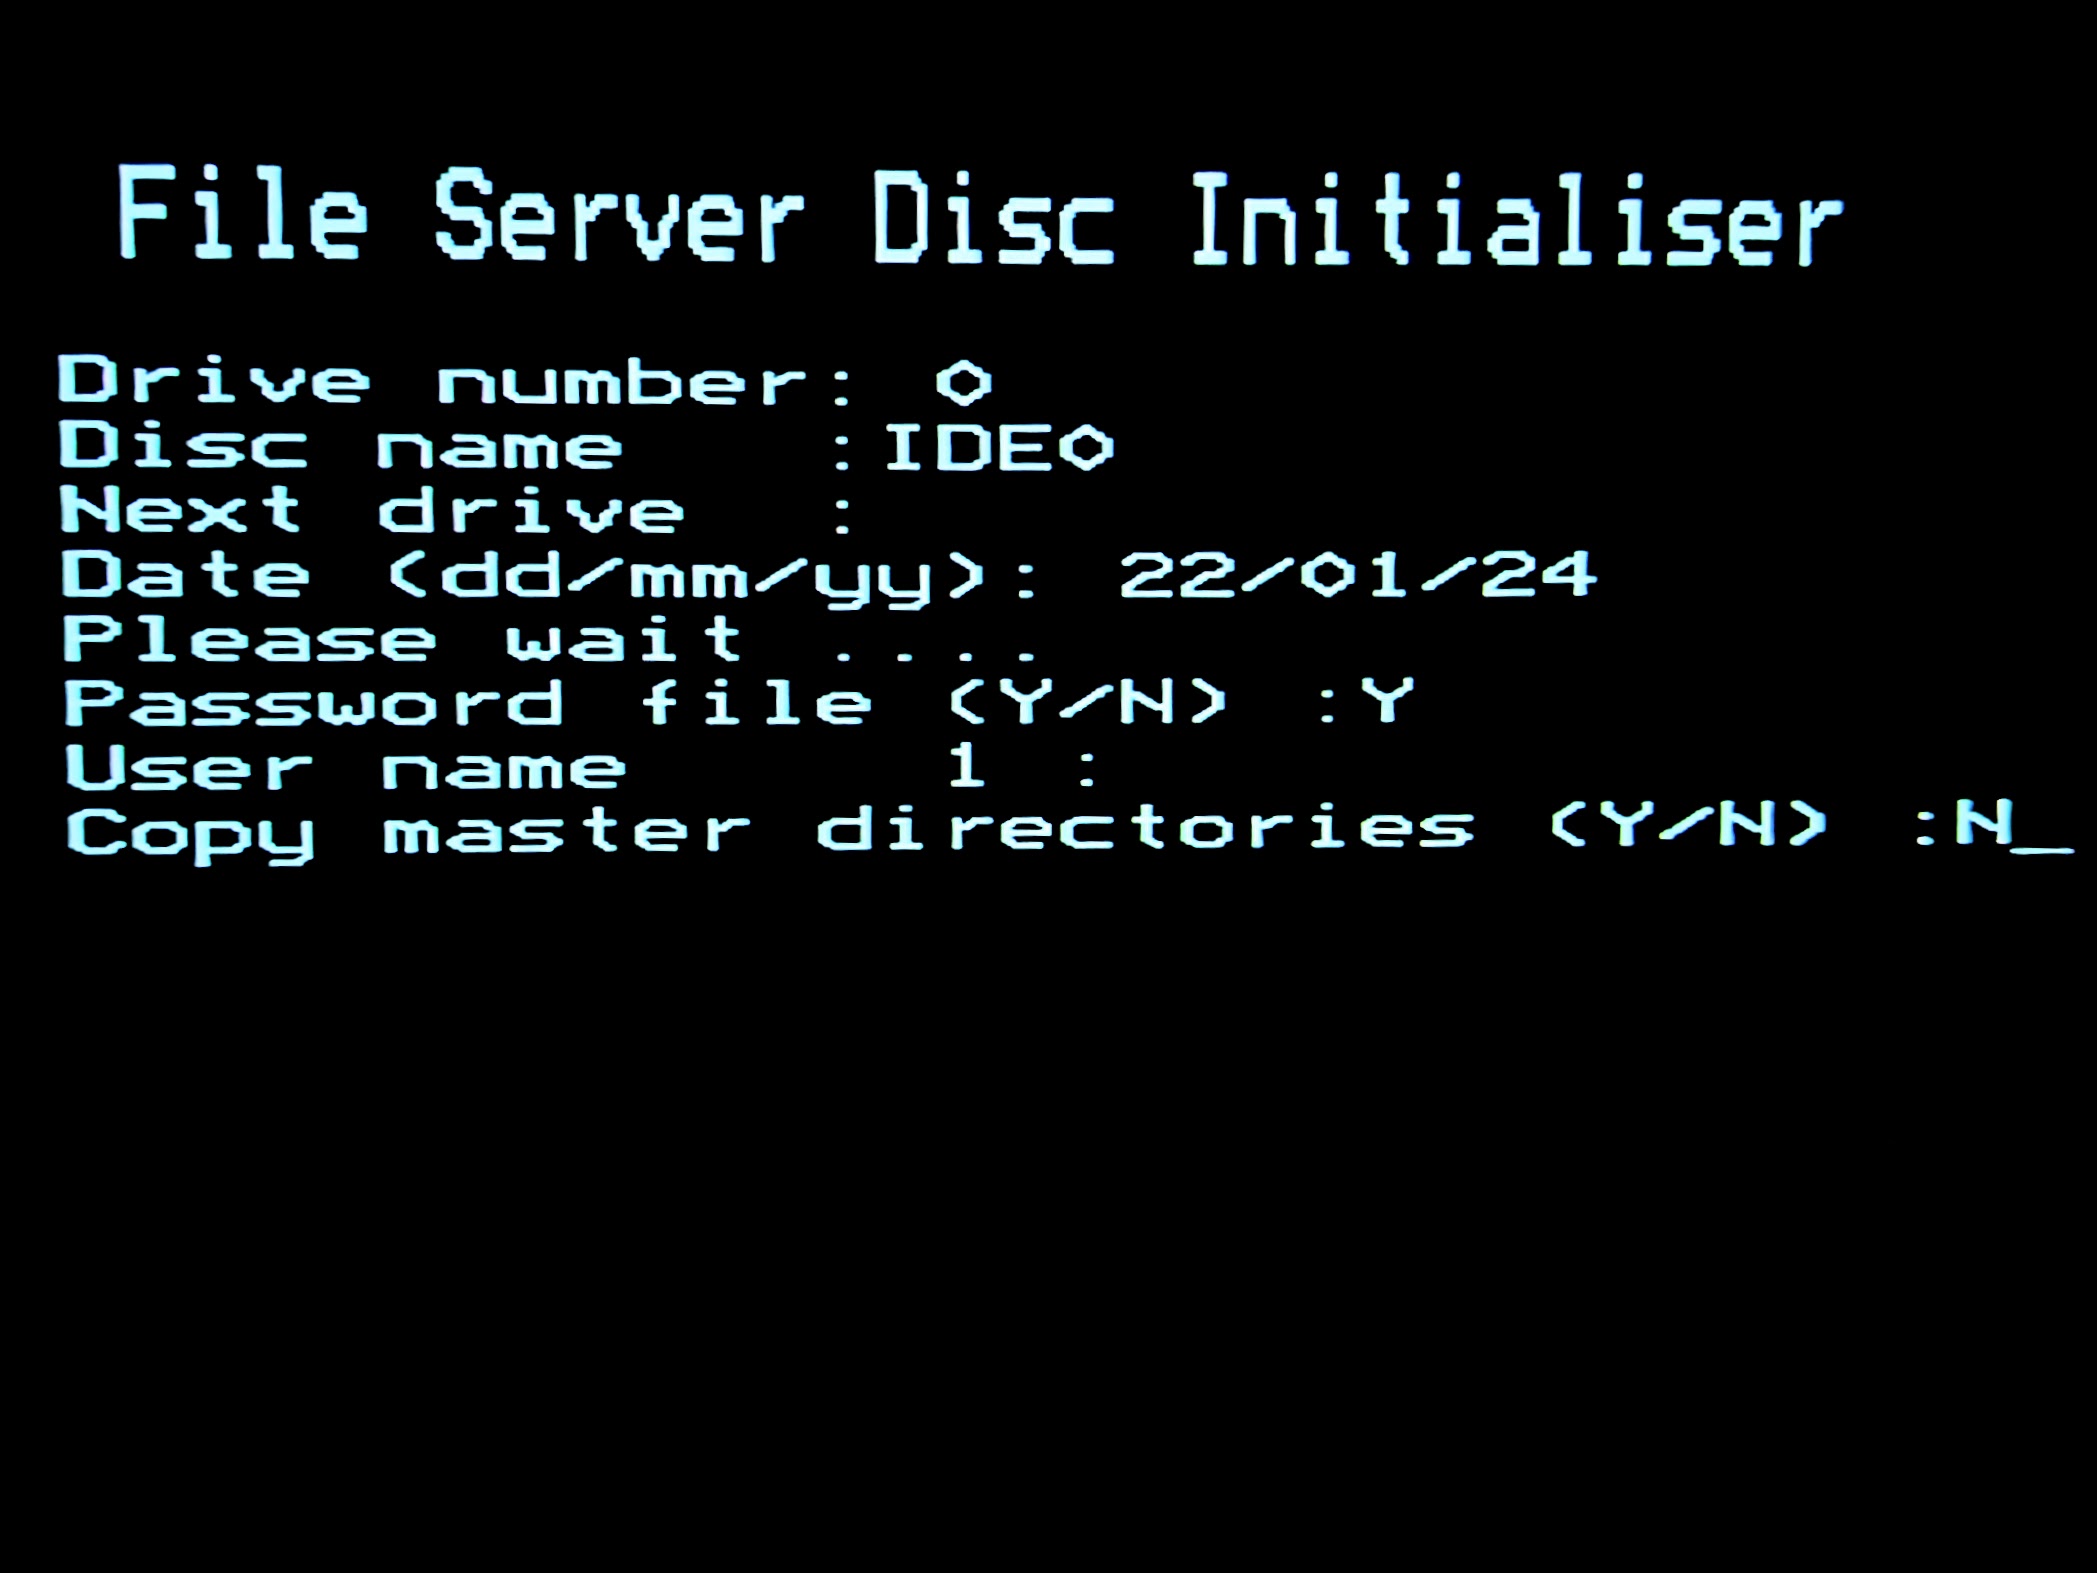 File Server Disc Initialiser
Drive number: 0
Disc name   :IDE0
Next drive  :
Date (dd/mm/yy): 22/01/24
Please wait ....
Password file (Y/N) :Y
User name     1 :
Copy master directories (Y/N) :N_